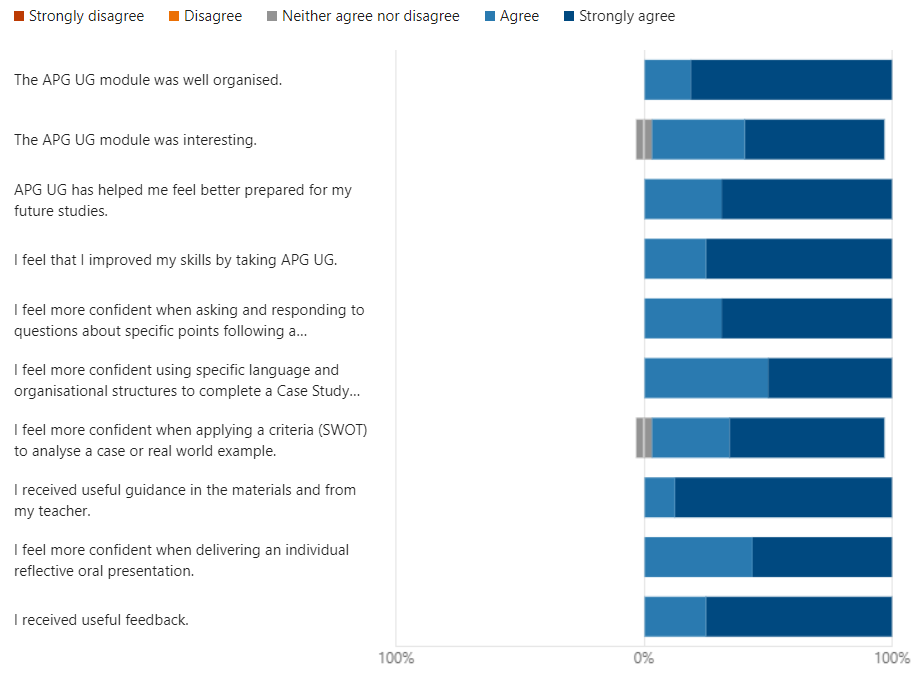 Strongly disagree Disagree Neither agree nor disagree Agree Strongly agree
The APG UG module was well organised.
The APG UG module was interesting.
APG UG has helped me feel better prepared for my
future studies.
I feel that I improved my skills by taking APG UG.
I feel more confident when asking and responding to
questions about specific points following a...
I feel more confident using specific language and
organisational structures to complete a Case Study...
I feel more confident when applying a criteria (SWOT)
to analyse a case or real world example.
I received useful guidance in the materials and from
my teacher.
I feel more confident when delivering an individual
reflective oral presentation.
I received useful feedback.
100% 0% 100%